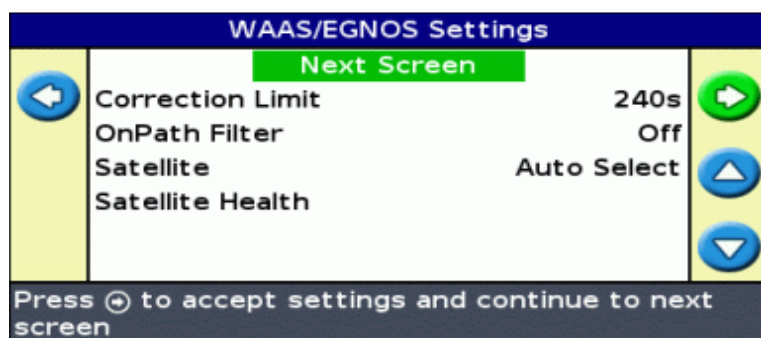 WAAS/EGNOS Settings
Next Screen
Correction Limit 240s
OnPath Filter Off
Satellite Auto Select
Satellite Health
Press ➔ to accept settings and continue to next
screen